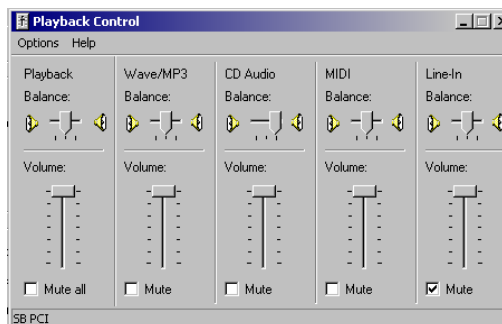 Playback Control
Options Help
Playback Wave/MP3 CD Audio MIDI Line-In
Balance: Balance: Balance: Balance: Balance:
Volume: Volume: Volume: Volume: Volume:
Mute all Mute Mute Mute Mute
SB PCI